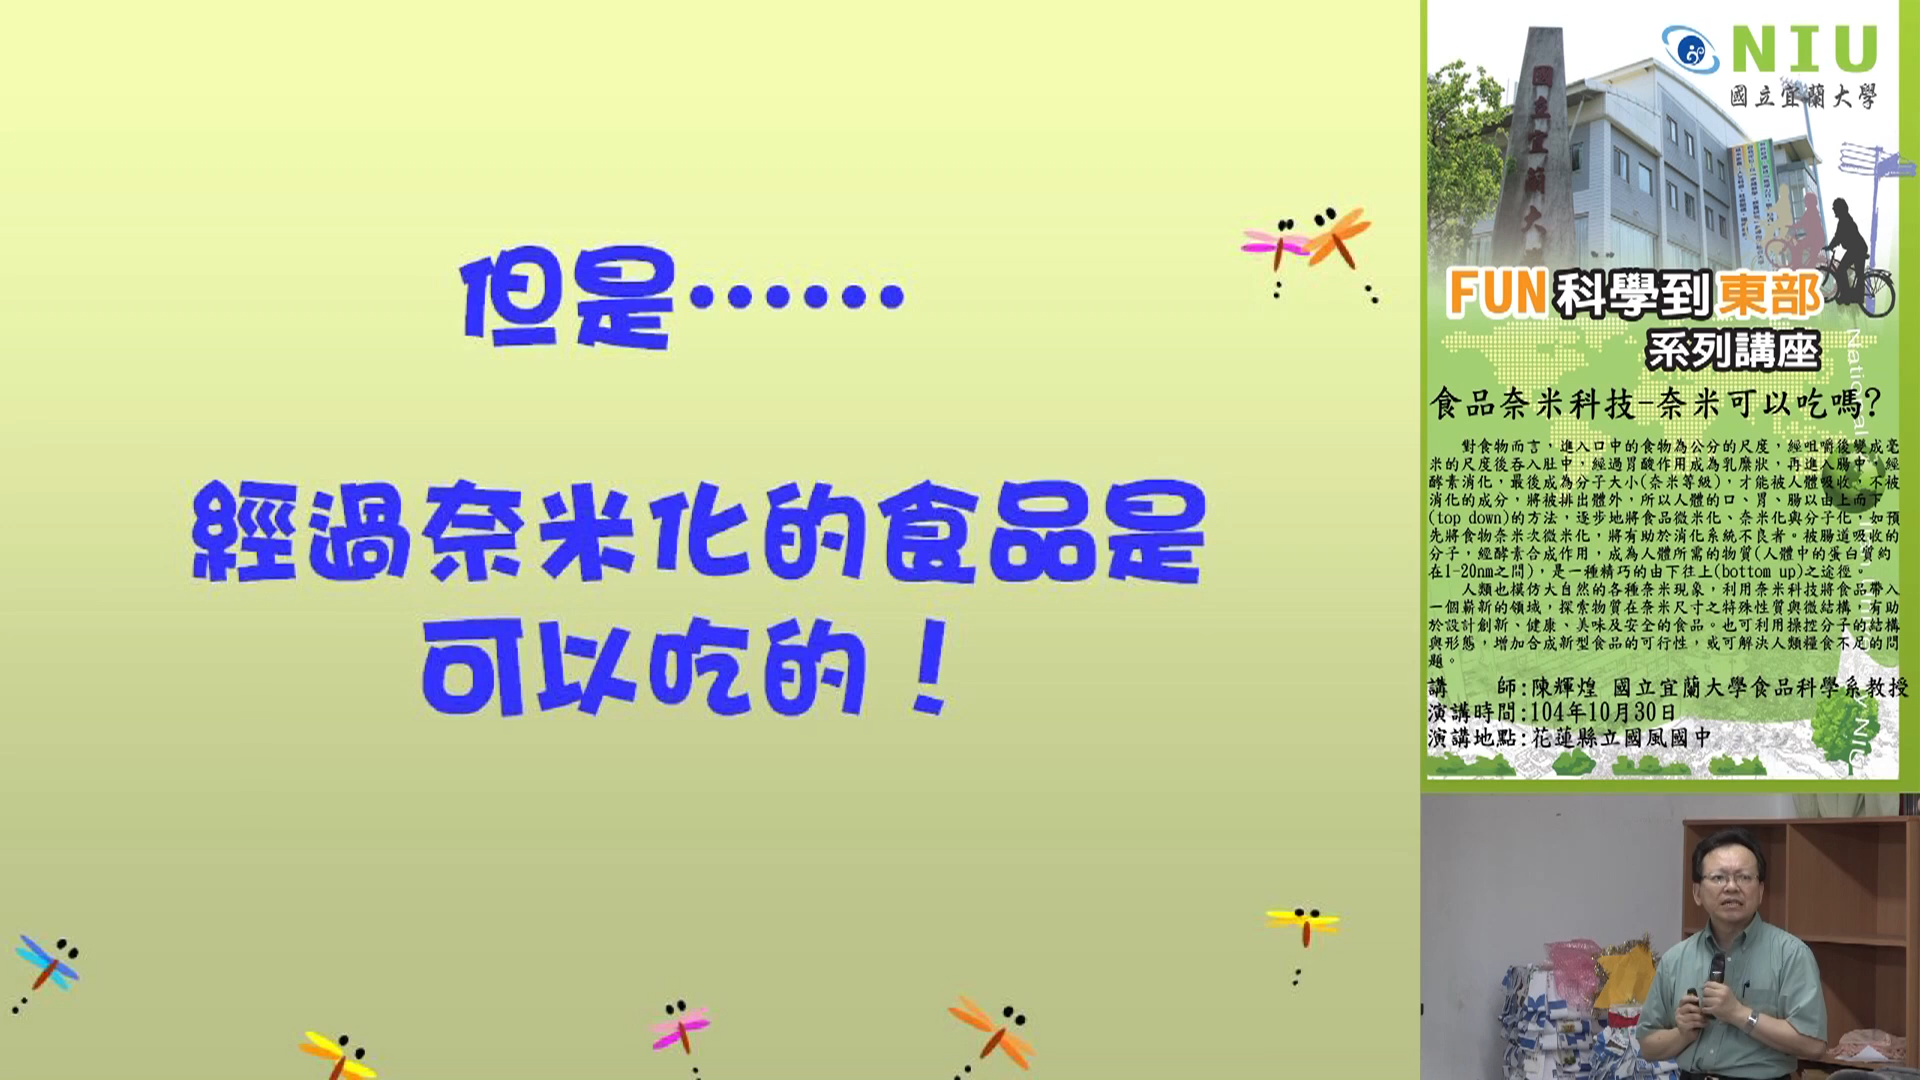 但是……
經過奈米化的食品是
可以吃的！
NIU
國立宜蘭大學
國立宜蘭大
FUN科學到東部
系列講座
食品奈米科技-奈米可以吃嗎?
對食物而言，進入口中的食物為公分的尺度，經咀嚼後變成毫
米的尺度後吞入肚中，經過胃酸作用成為乳糜狀，再進入腸中，經
酵素消化，最後成為分子大小(奈米等級)，才能被人體吸收，不被
消化的成分，將被排出體外，所以人體的口、胃、腸以由上而下
(top down)的方法，逐步地將食品微米化、奈米化與分子化，如預
先將食物奈米次微米化，將有助於消化系統不良者。被腸道吸收的
分子，經酵素合成作用，成為人體所需的物質(人體中的蛋白質約
在1-20nm之間)，是一種精巧的由下往上(bottom up)之途徑。
人類也模仿大自然的各種奈米現象，利用奈米科技將食品帶入
一個嶄新的領域，探索物質在奈米尺寸之特殊性質與微結構，有助
於設計創新、健康、美味及安全的食品。也可利用操控分子的結構
與形態，增加合成新型食品的可行性，或可解決人類糧食不足的問
題。
講　　師:陳輝煌 國立宜蘭大學食品科學系教授
演講時間:104年10月30日
演講地點:花蓮縣立國風國中